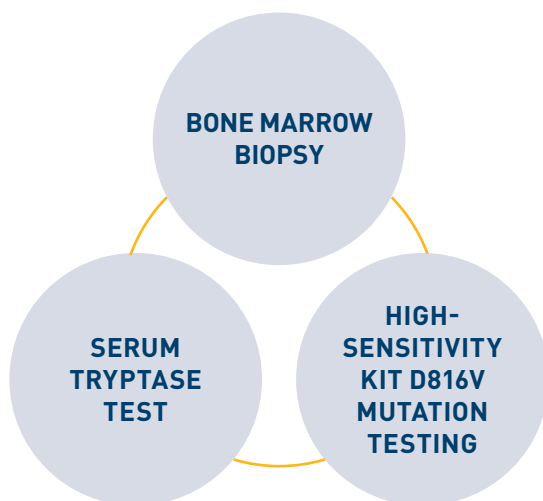 BONE MARROW
BIOPSY
SERUM
TRYPTASE
TEST
HIGH-
SENSITIVITY
KIT D816V
MUTATION
TESTING